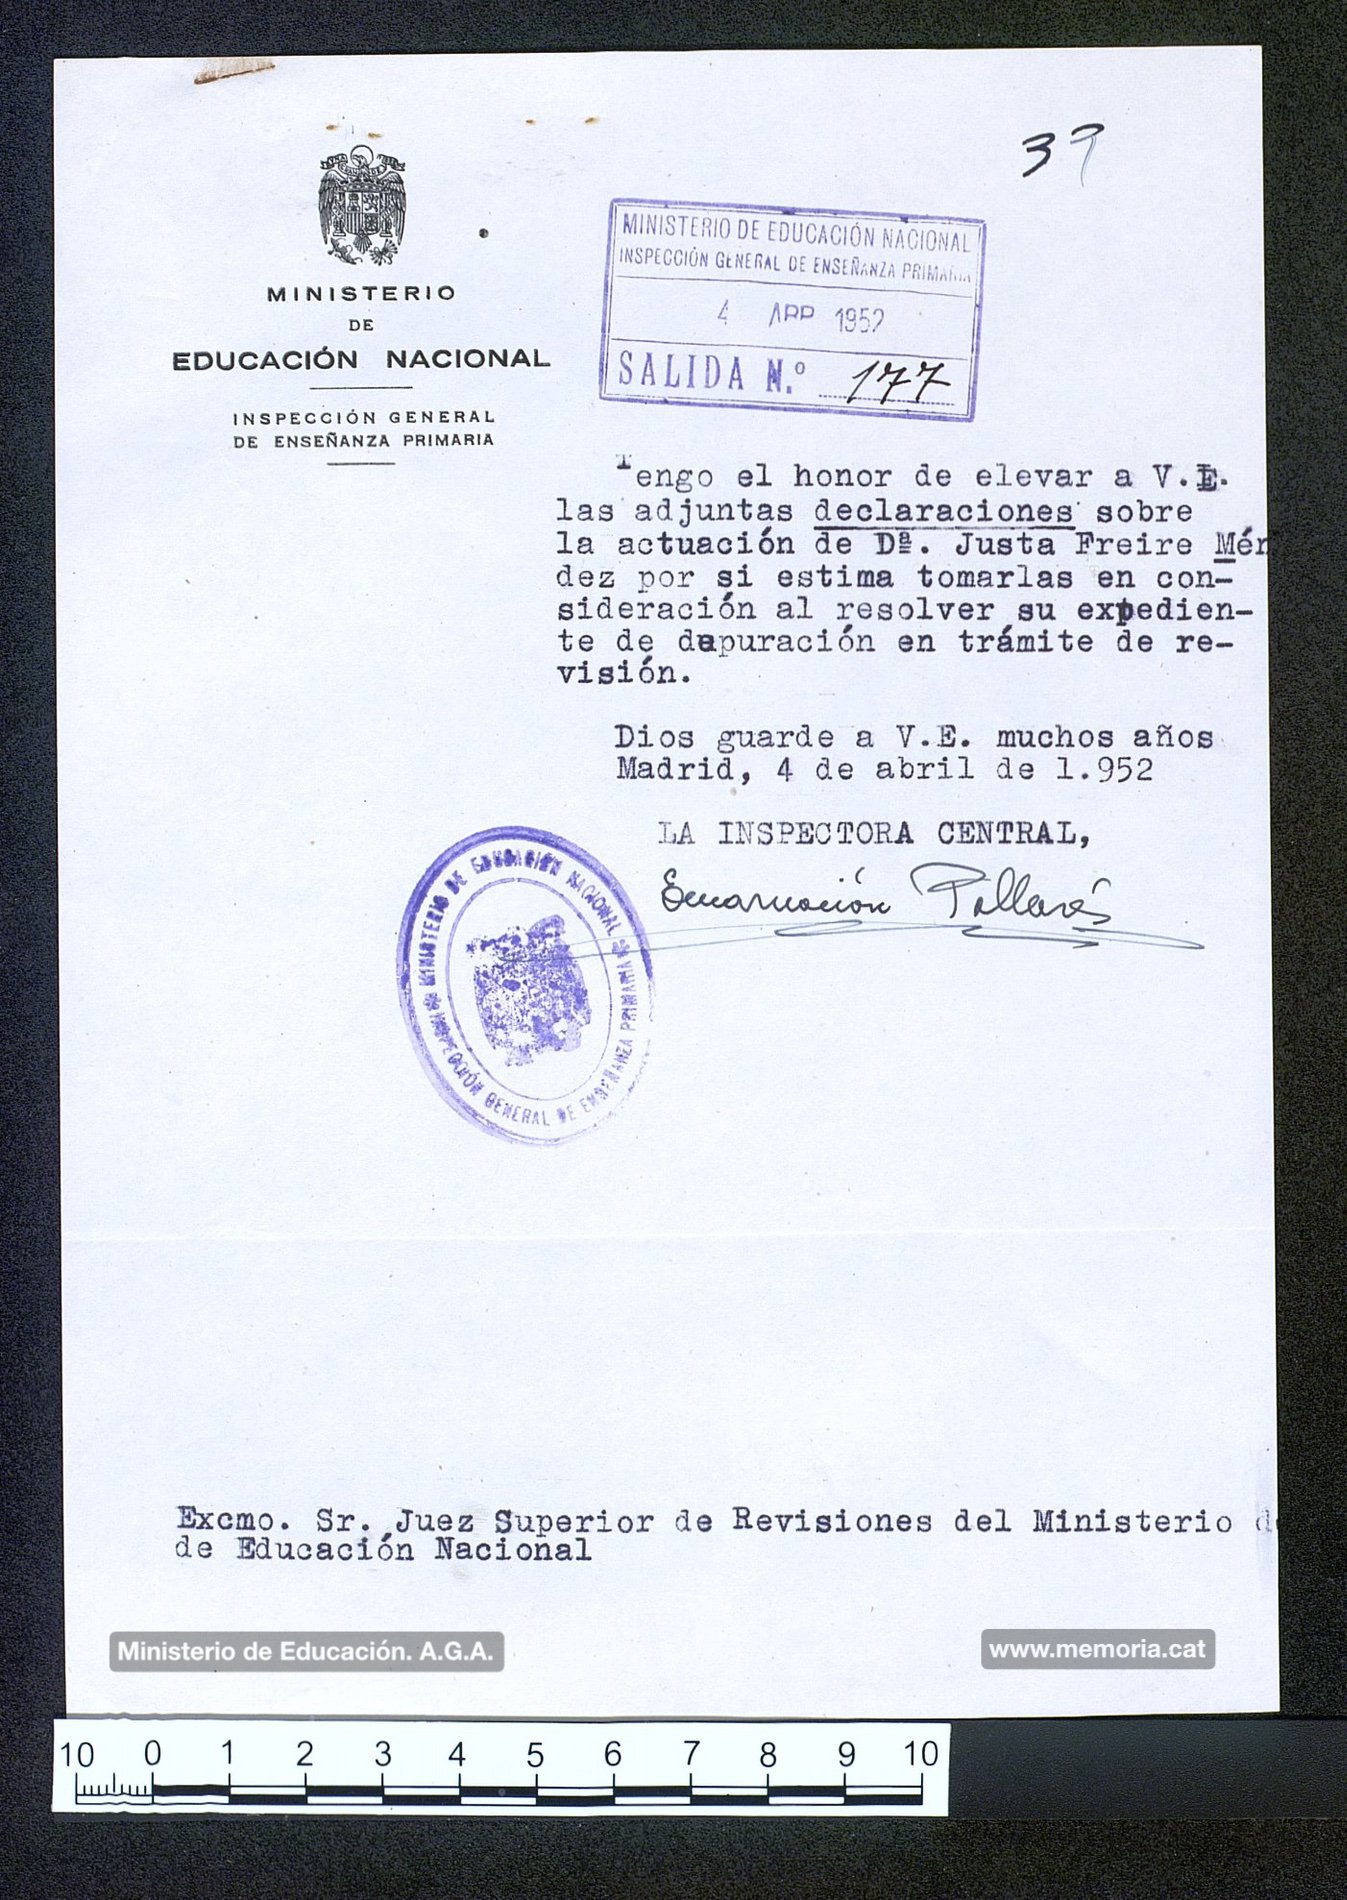 39
MINISTERIO
DE
EDUCACIÓN NACIONAL
INSPECCIÓN GENERAL
DE ENSEÑANZA PRIMARIA
MINISTERIO DE EDUCACIÓN NACIONAL
INSPECCIÓN GENERAL DE ENSEÑANZA PRIMARIA
4 ABR 1952
SALIDA N.º 177
Tengo el honor de elevar a V.E.
las adjuntas declaraciones sobre
la actuación de Dª. Justa Freire Mén
dez por si estima tomarlas en con-
sideración al resolver su expedien-
te de depuración en trámite de re-
visión.
Dios guarde a V.E. muchos años
Madrid, 4 de abril de 1.952
LA INSPECTORA CENTRAL,
Encarnación Pallarés
MINISTERIO DE EDUCACIÓN NACIONAL
INSPECCIÓN GENERAL DE ENSEÑANZA PRIMARIA
Excmo. Sr. Juez Superior de Revisiones del Ministerio de
de Educación Nacional
Ministerio de Educación. A.G.A.
www.memoria.cat
10 0 1 2 3 4 5 6 7 8 9 10